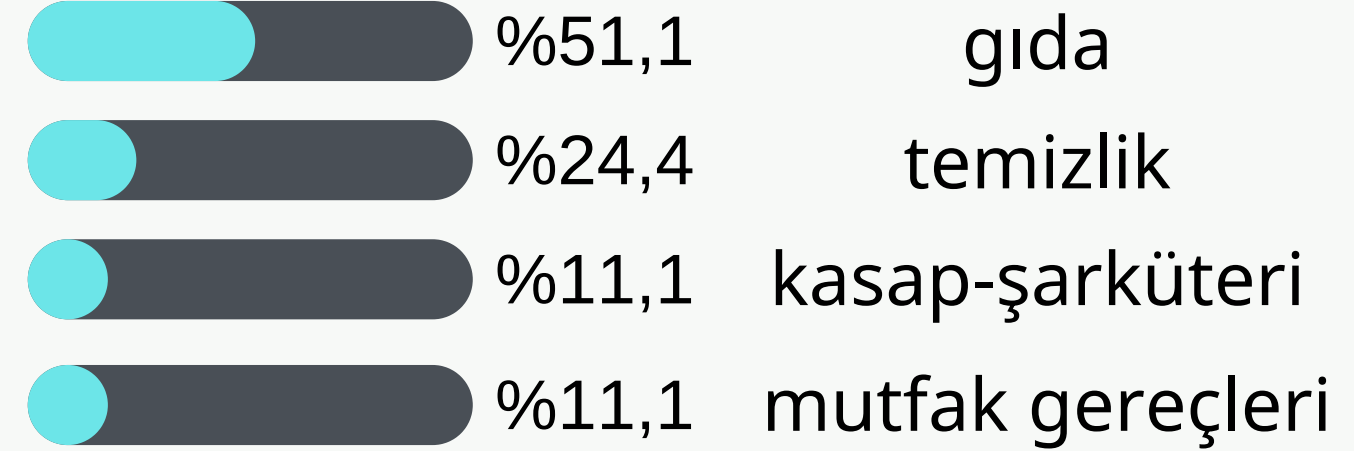 %51,1 gıda
%24,4 temizlik
%11,1 kasap-şarküteri
%11,1 mutfak gereçleri